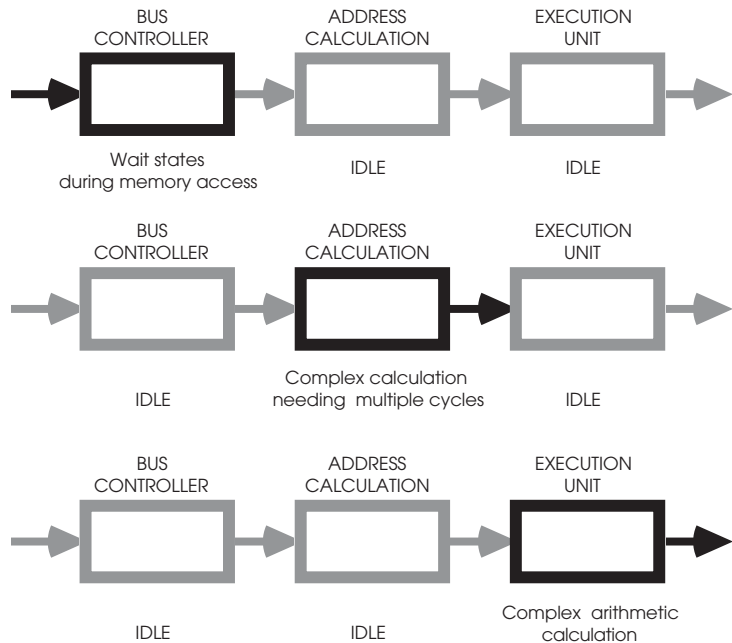 BUS
CONTROLLER
ADDRESS
CALCULATION
EXECUTION
UNIT
Wait states
during memory access
IDLE
IDLE
BUS
CONTROLLER
ADDRESS
CALCULATION
EXECUTION
UNIT
IDLE
Complex calculation
needing multiple cycles
IDLE
BUS
CONTROLLER
ADDRESS
CALCULATION
EXECUTION
UNIT
IDLE
IDLE
Complex arithmetic
calculation